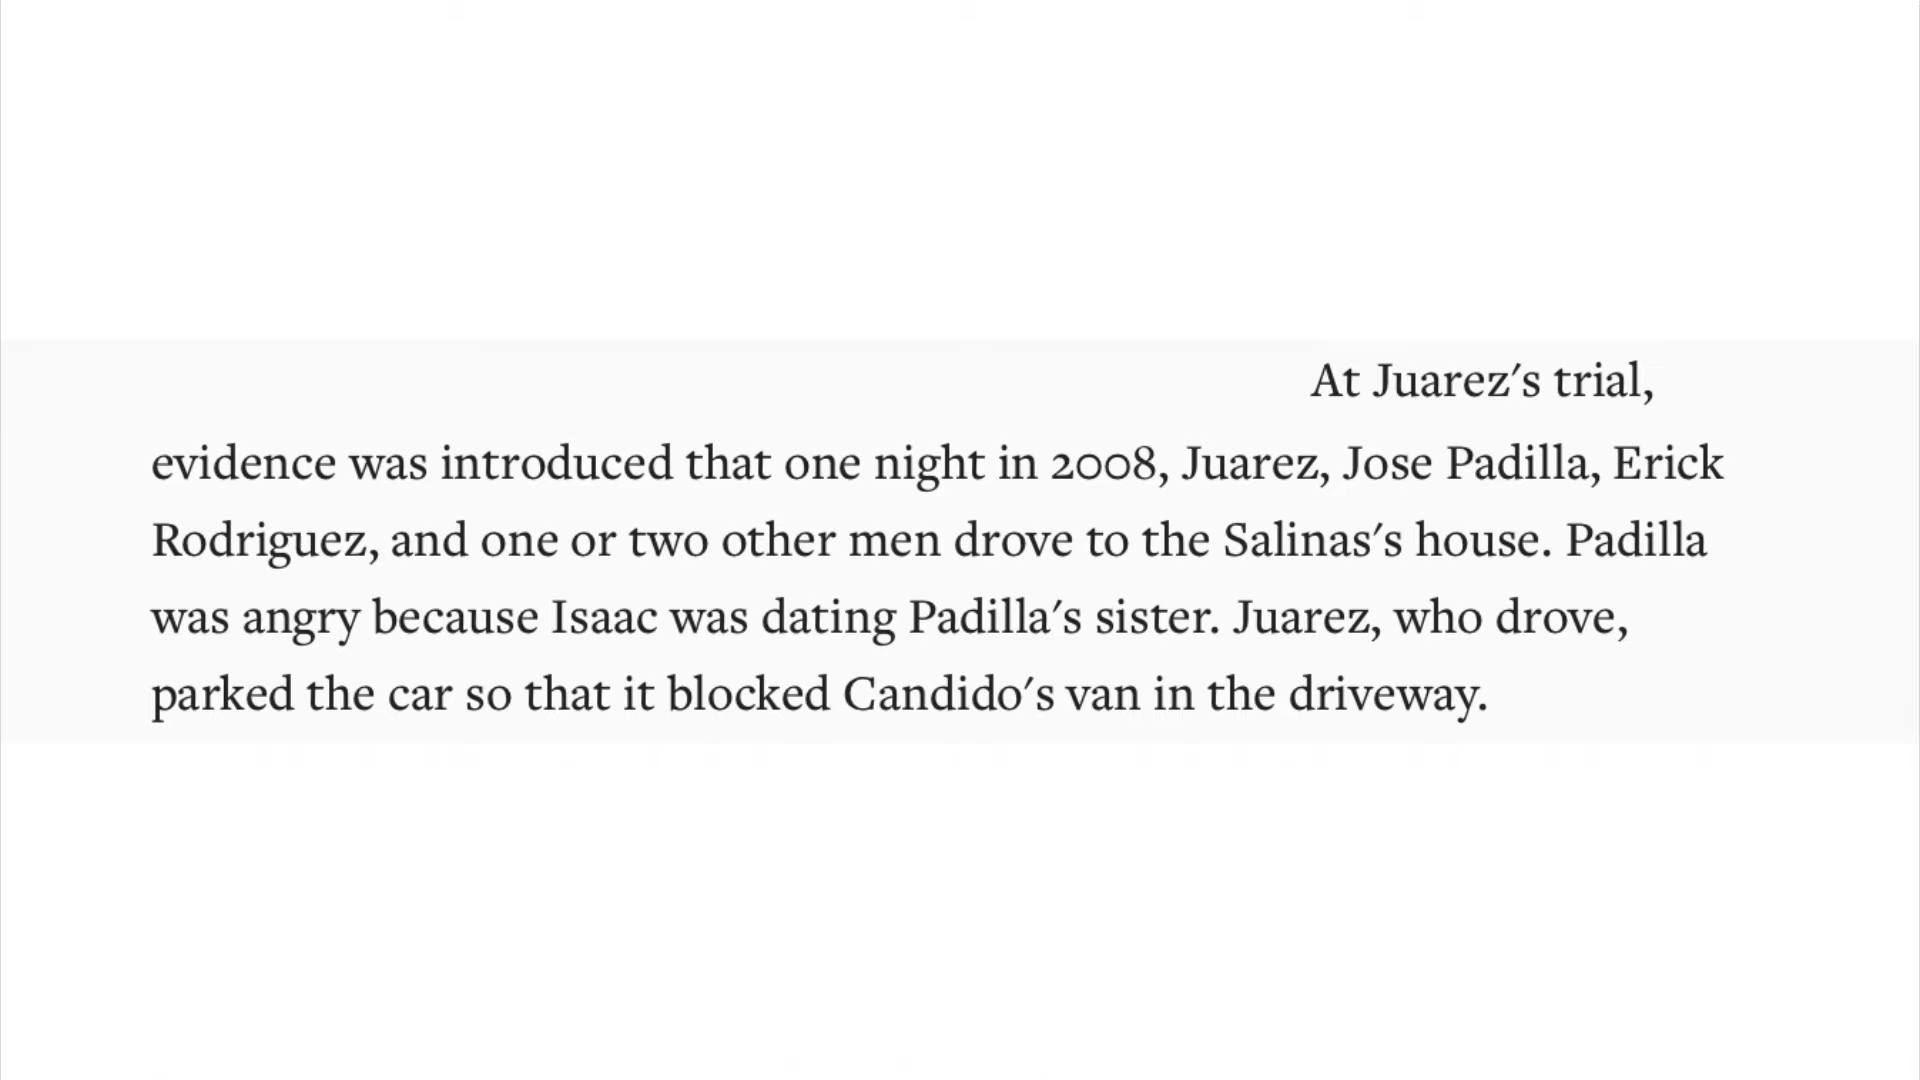 At Juarez's trial,
evidence was introduced that one night in 2008, Juarez, Jose Padilla, Erick
Rodriguez, and one or two other men drove to the Salinas's house. Padilla
was angry because Isaac was dating Padilla's sister. Juarez, who drove,
parked the car so that it blocked Candido's van in the driveway.